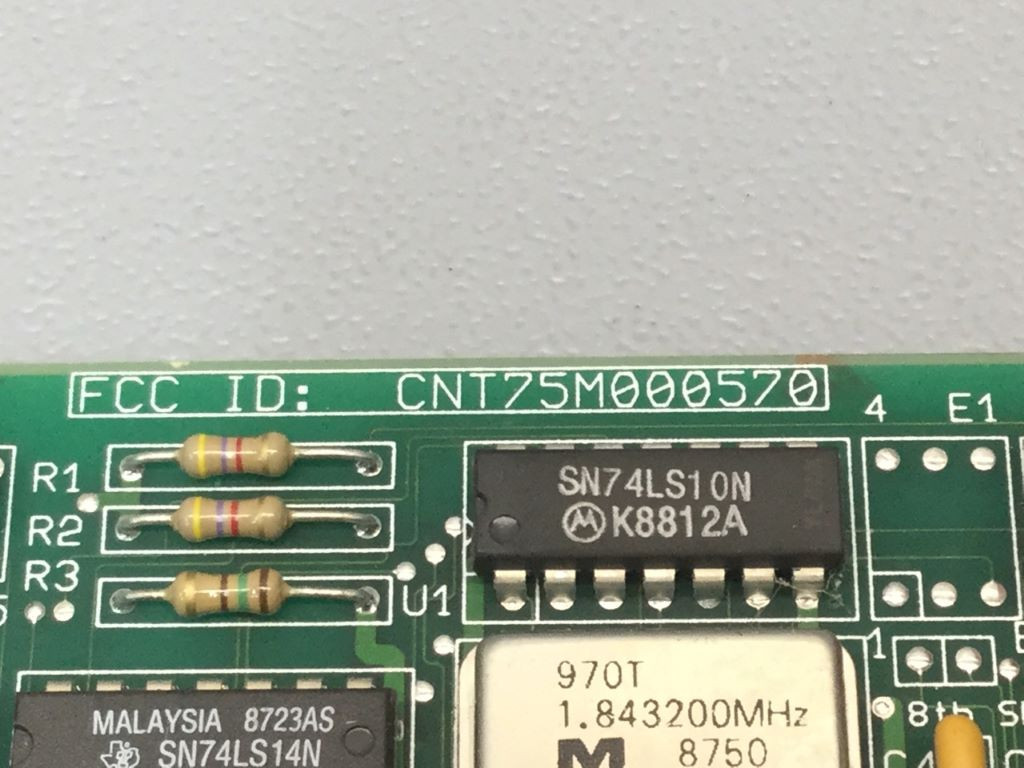 FCC ID: CNT75M000570
4 E1
R1
R2
R3
U1
SN74LS10N
K8812A
1
970T
1.843200MHz
M 8750
MALAYSIA 8723AS
SN74LS14N
8th